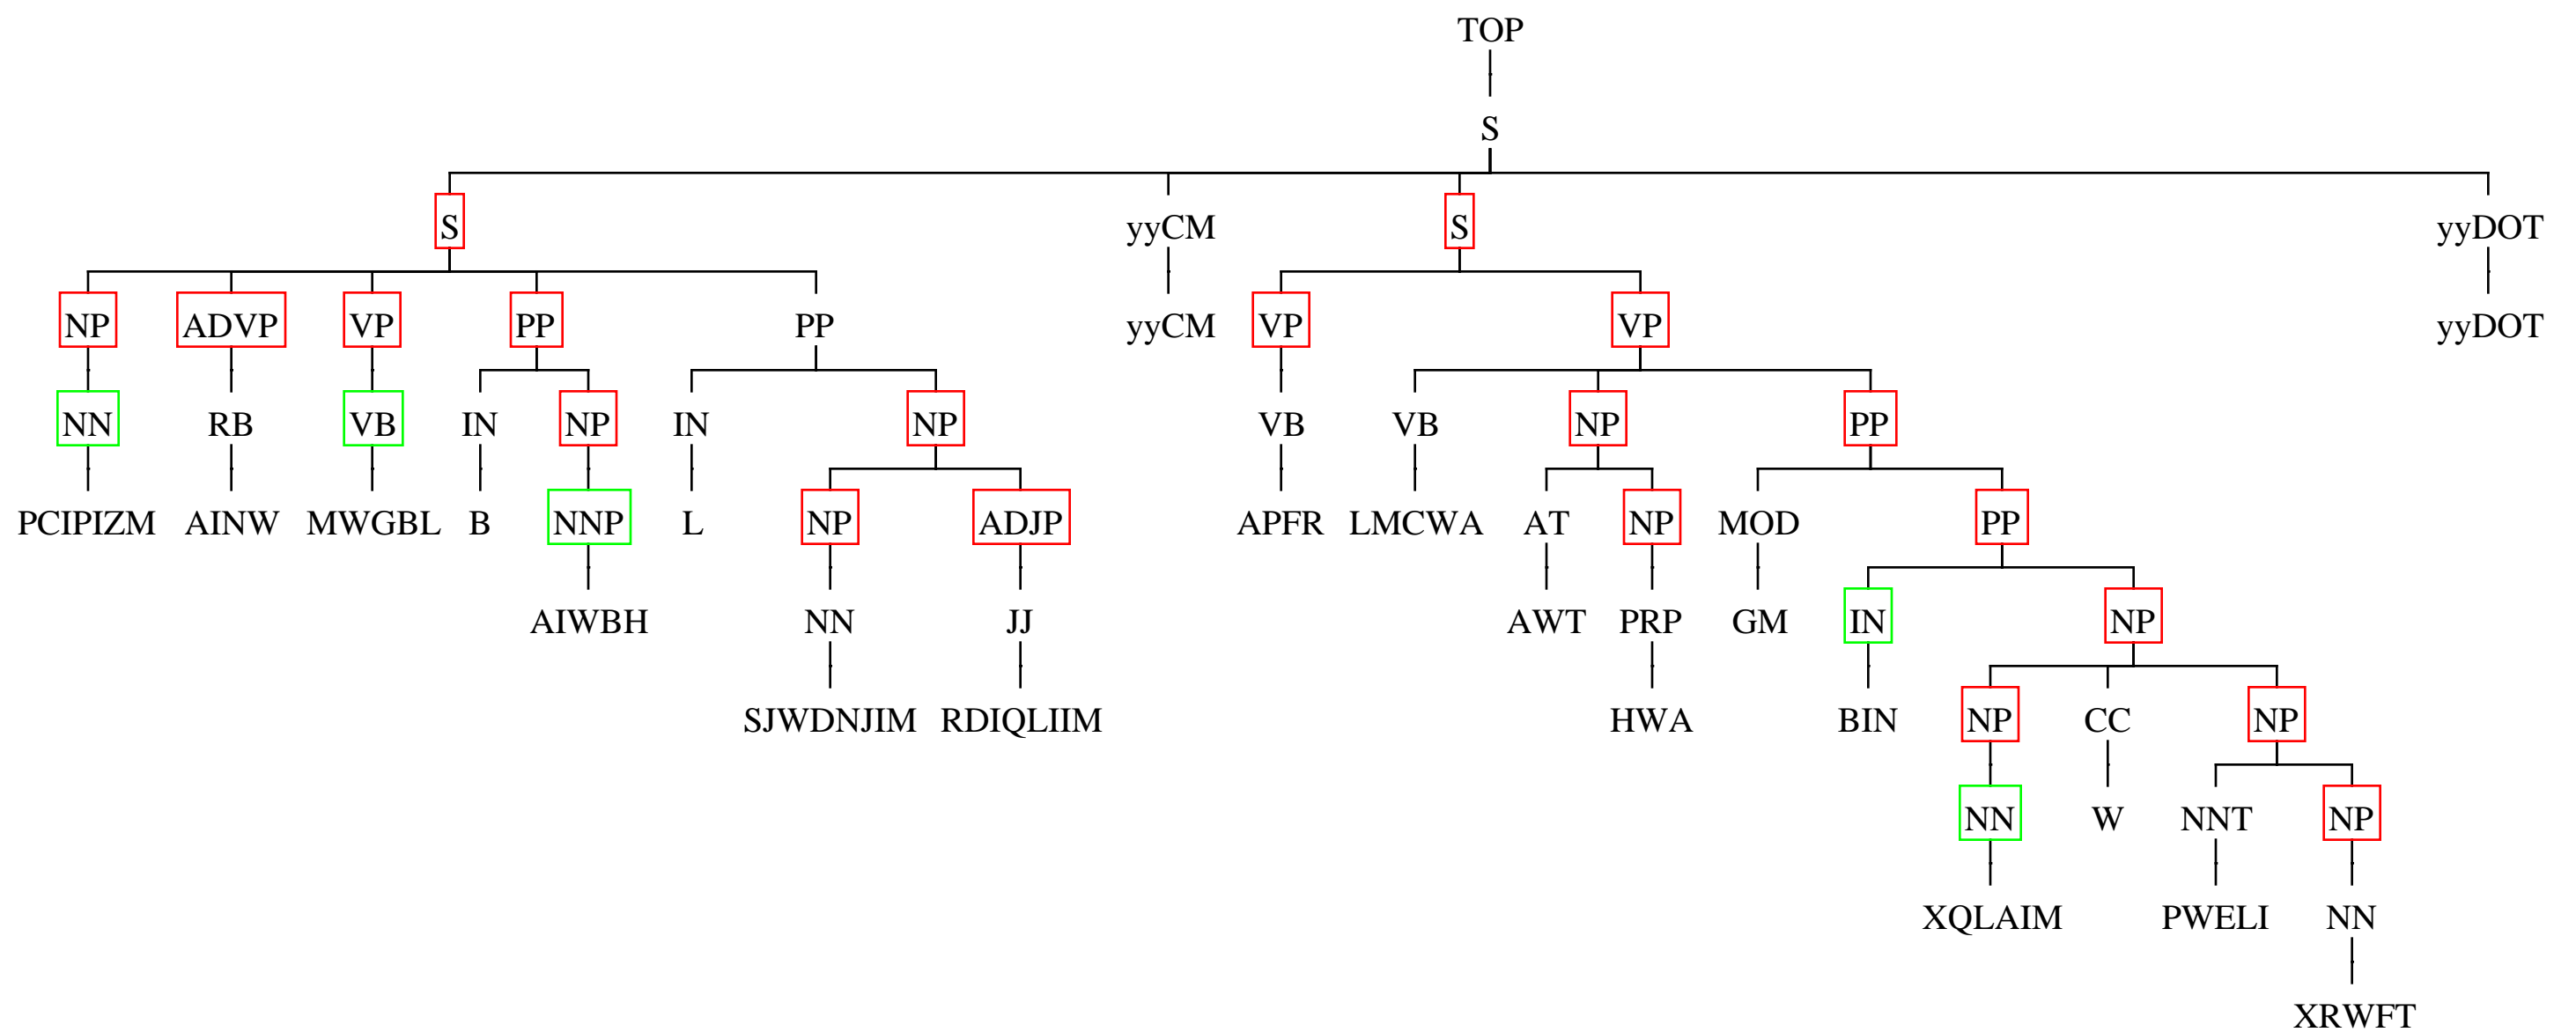 TOP
S
S yyCM S yyDOT
NP ADVP VP PP PP yyCM VP VP yyDOT
NN RB VB IN NP IN NP VB VB NP PP
PCIPIZM AINW MWGBL B NNP L NP ADJP APFR LMCWA AT NP MOD PP
AIWBH NN JJ AWT PRP GM IN NP
SJWDNJIM RDIQLIIM HWA BIN NP CC NP
NN W NNT NP
XQLAIM PWELI NN
XRWFT